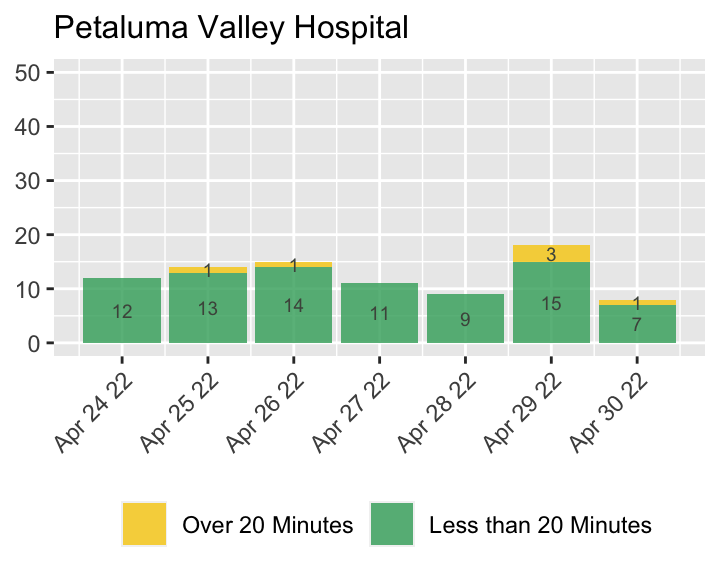 Petaluma Valley Hospital
50
40
30
20
10
0
12
1
13
1
14
11
9
3
15
1
7
Apr 24 22
Apr 25 22
Apr 26 22
Apr 27 22
Apr 28 22
Apr 29 22
Apr 30 22
Over 20 Minutes
Less than 20 Minutes